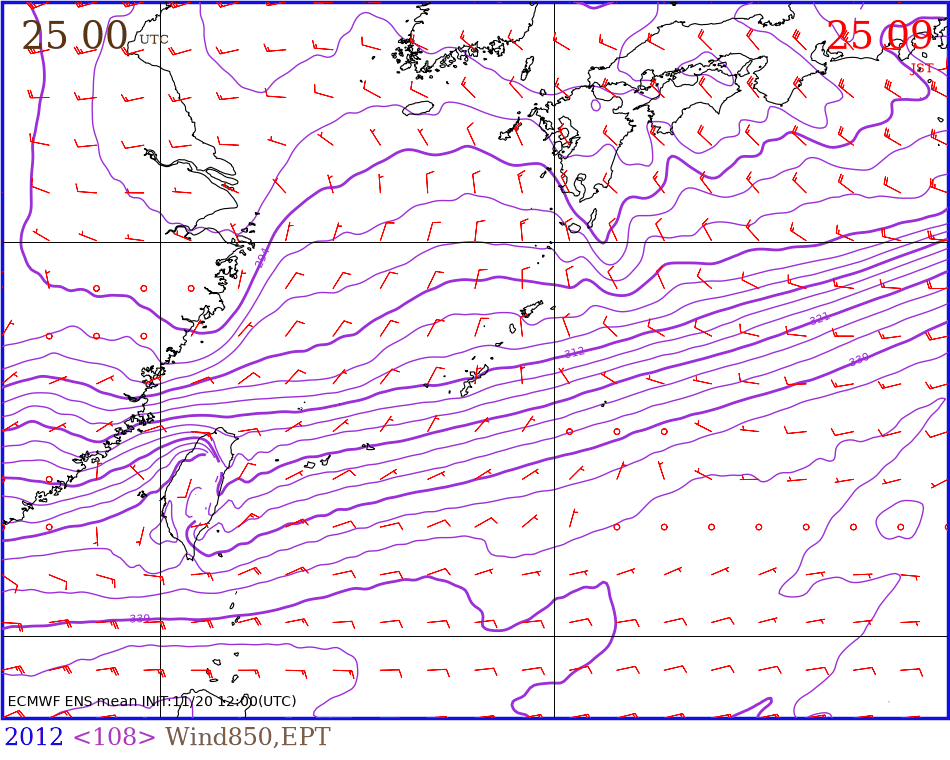 25 00 UTC
25 09
JST
294
321
312
330
330
ECMWF ENS mean INIT:11/20 12:00(UTC)
2012 <108> Wind850,EPT